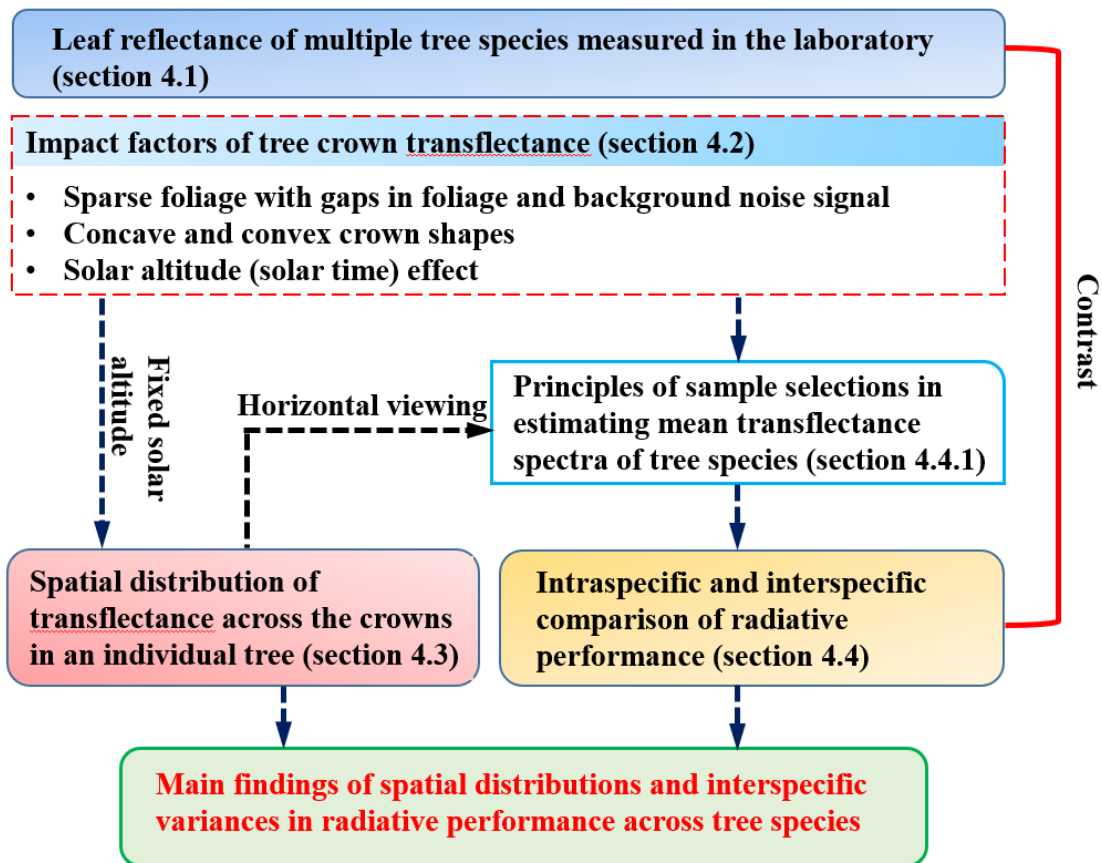 Leaf reflectance of multiple tree species measured in the laboratory
(section 4.1)
Impact factors of tree crown transflectance (section 4.2)
• Sparse foliage with gaps in foliage and background noise signal
• Concave and convex crown shapes
• Solar altitude (solar time) effect
Contrast
Fixed solar
altitude
Horizontal viewing
Principles of sample selections in
estimating mean transflectance
spectra of tree species (section 4.4.1)
Spatial distribution of
transflectance across the crowns
in an individual tree (section 4.3)
Intraspecific and interspecific
comparison of radiative
performance (section 4.4)
Main findings of spatial distributions and interspecific
variances in radiative performance across tree species